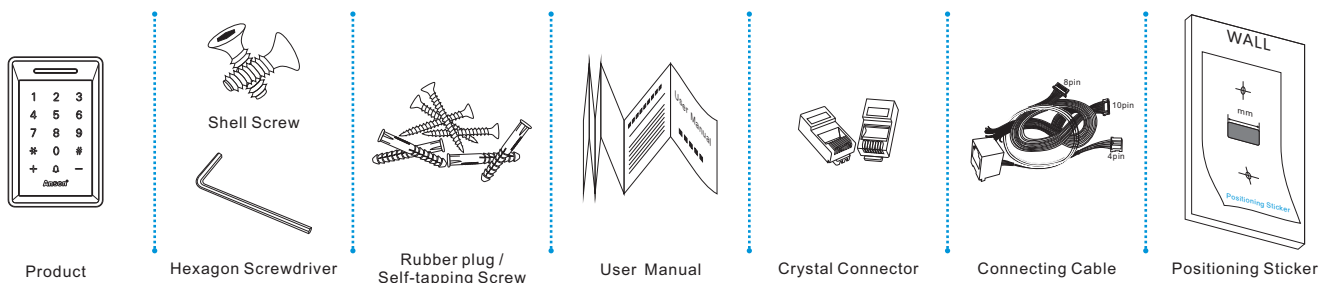 1 2 3
4 5 6
7 8 9
* 0 #
+ −
Anson
Product
Shell Screw
Hexagon Screwdriver
Rubber plug /
Self-tapping Screw
User Manual
User Manual
Crystal Connector
8pin
10pin
4pin
Connecting Cable
WALL
mm
Positioning Sticker
Positioning Sticker